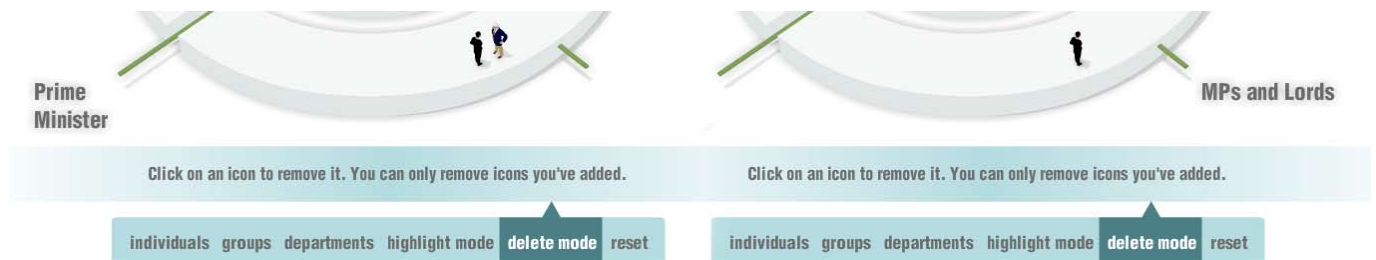 Prime
Minister
MPs and Lords
Click on an icon to remove it. You can only remove icons you've added.
Click on an icon to remove it. You can only remove icons you've added.
individuals groups departments highlight mode delete mode reset
individuals groups departments highlight mode delete mode reset